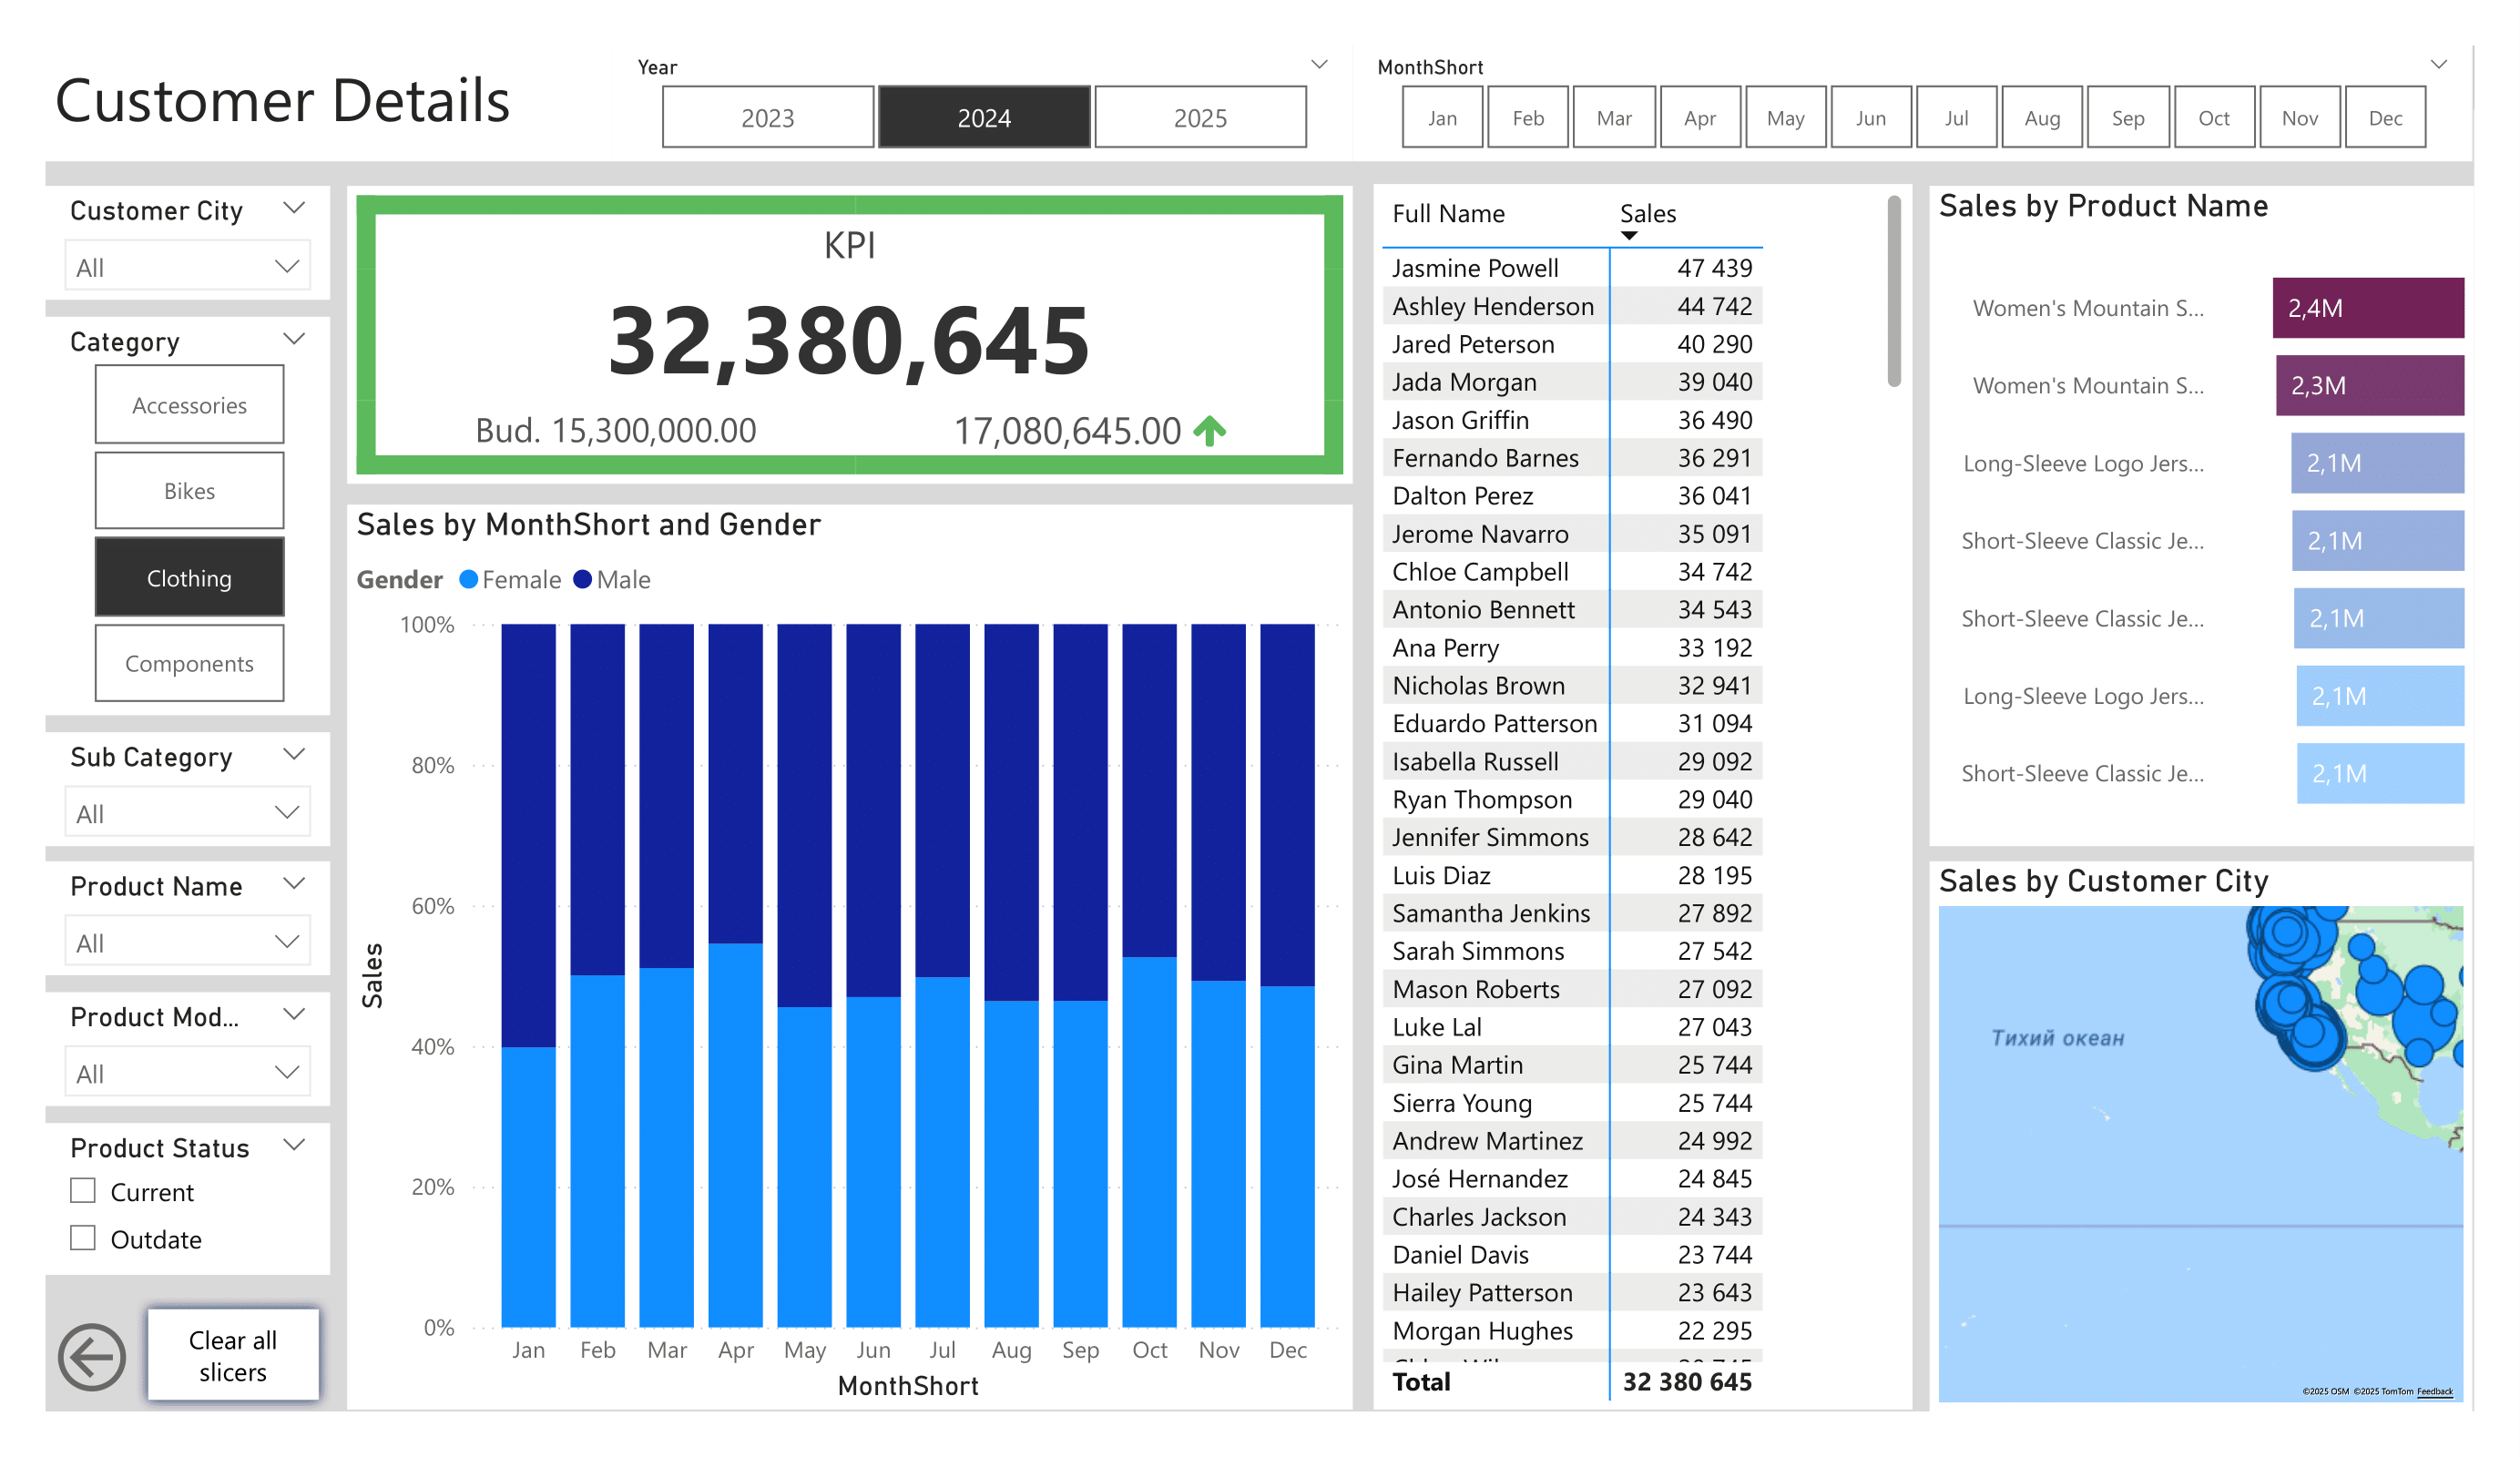 Customer Details
Year
2023
2024
2025
MonthShort
Jan
Feb
Mar
Apr
May
Jun
Jul
Aug
Sep
Oct
Nov
Dec
Customer City
All
Category
Accessories
Bikes
Clothing
Components
Sub Category
All
Product Name
All
Product Mod...
All
Product Status
Current
Outdate
Clear all
slicers
KPI
32,380,645
Bud. 15,300,000.00
17,080,645.00
Sales by MonthShort and Gender
Gender Female Male
100%
80%
60%
40%
20%
0%
Sales
Jan Feb Mar Apr May Jun Jul Aug Sep Oct Nov Dec
MonthShort
Full Name Sales
Jasmine Powell 47 439
Ashley Henderson 44 742
Jared Peterson 40 290
Jada Morgan 39 040
Jason Griffin 36 490
Fernando Barnes 36 291
Dalton Perez 36 041
Jerome Navarro 35 091
Chloe Campbell 34 742
Antonio Bennett 34 543
Ana Perry 33 192
Nicholas Brown 32 941
Eduardo Patterson 31 094
Isabella Russell 29 092
Ryan Thompson 29 040
Jennifer Simmons 28 642
Luis Diaz 28 195
Samantha Jenkins 27 892
Sarah Simmons 27 542
Mason Roberts 27 092
Luke Lal 27 043
Gina Martin 25 744
Sierra Young 25 744
Andrew Martinez 24 992
José Hernandez 24 845
Charles Jackson 24 343
Daniel Davis 23 744
Hailey Patterson 23 643
Morgan Hughes 22 295
Total 32 380 645
Sales by Product Name
Women's Mountain S... 2,4M
Women's Mountain S... 2,3M
Long-Sleeve Logo Jers... 2,1M
Short-Sleeve Classic Je... 2,1M
Short-Sleeve Classic Je... 2,1M
Long-Sleeve Logo Jers... 2,1M
Short-Sleeve Classic Je... 2,1M
Sales by Customer City
Тихий океан
©2025 OSM ©2025 TomTom Feedback